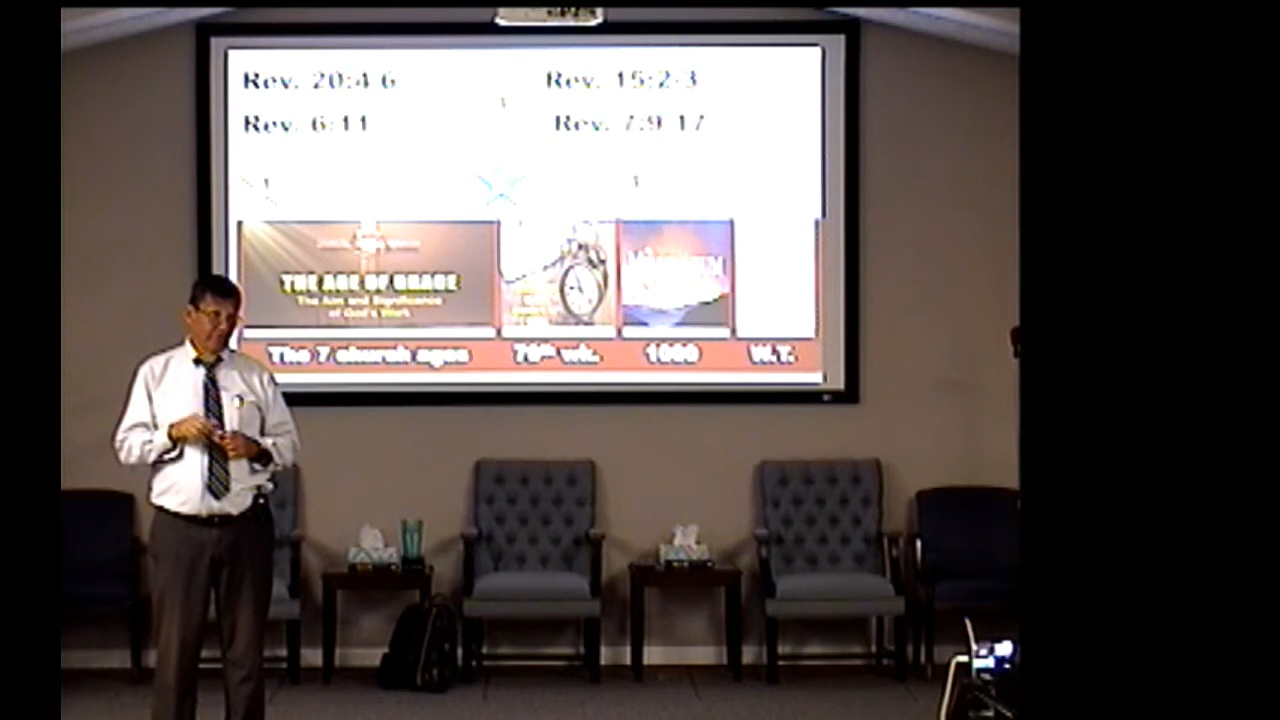 Rev. 20:4-6 Rev. 15:2-3
Rev. 6:11 Rev. 7:9-17
THE AGE OF GRACE
The Aim and Significance
of God's Work
The 7 church ages 70th wk. 1000 W.T.